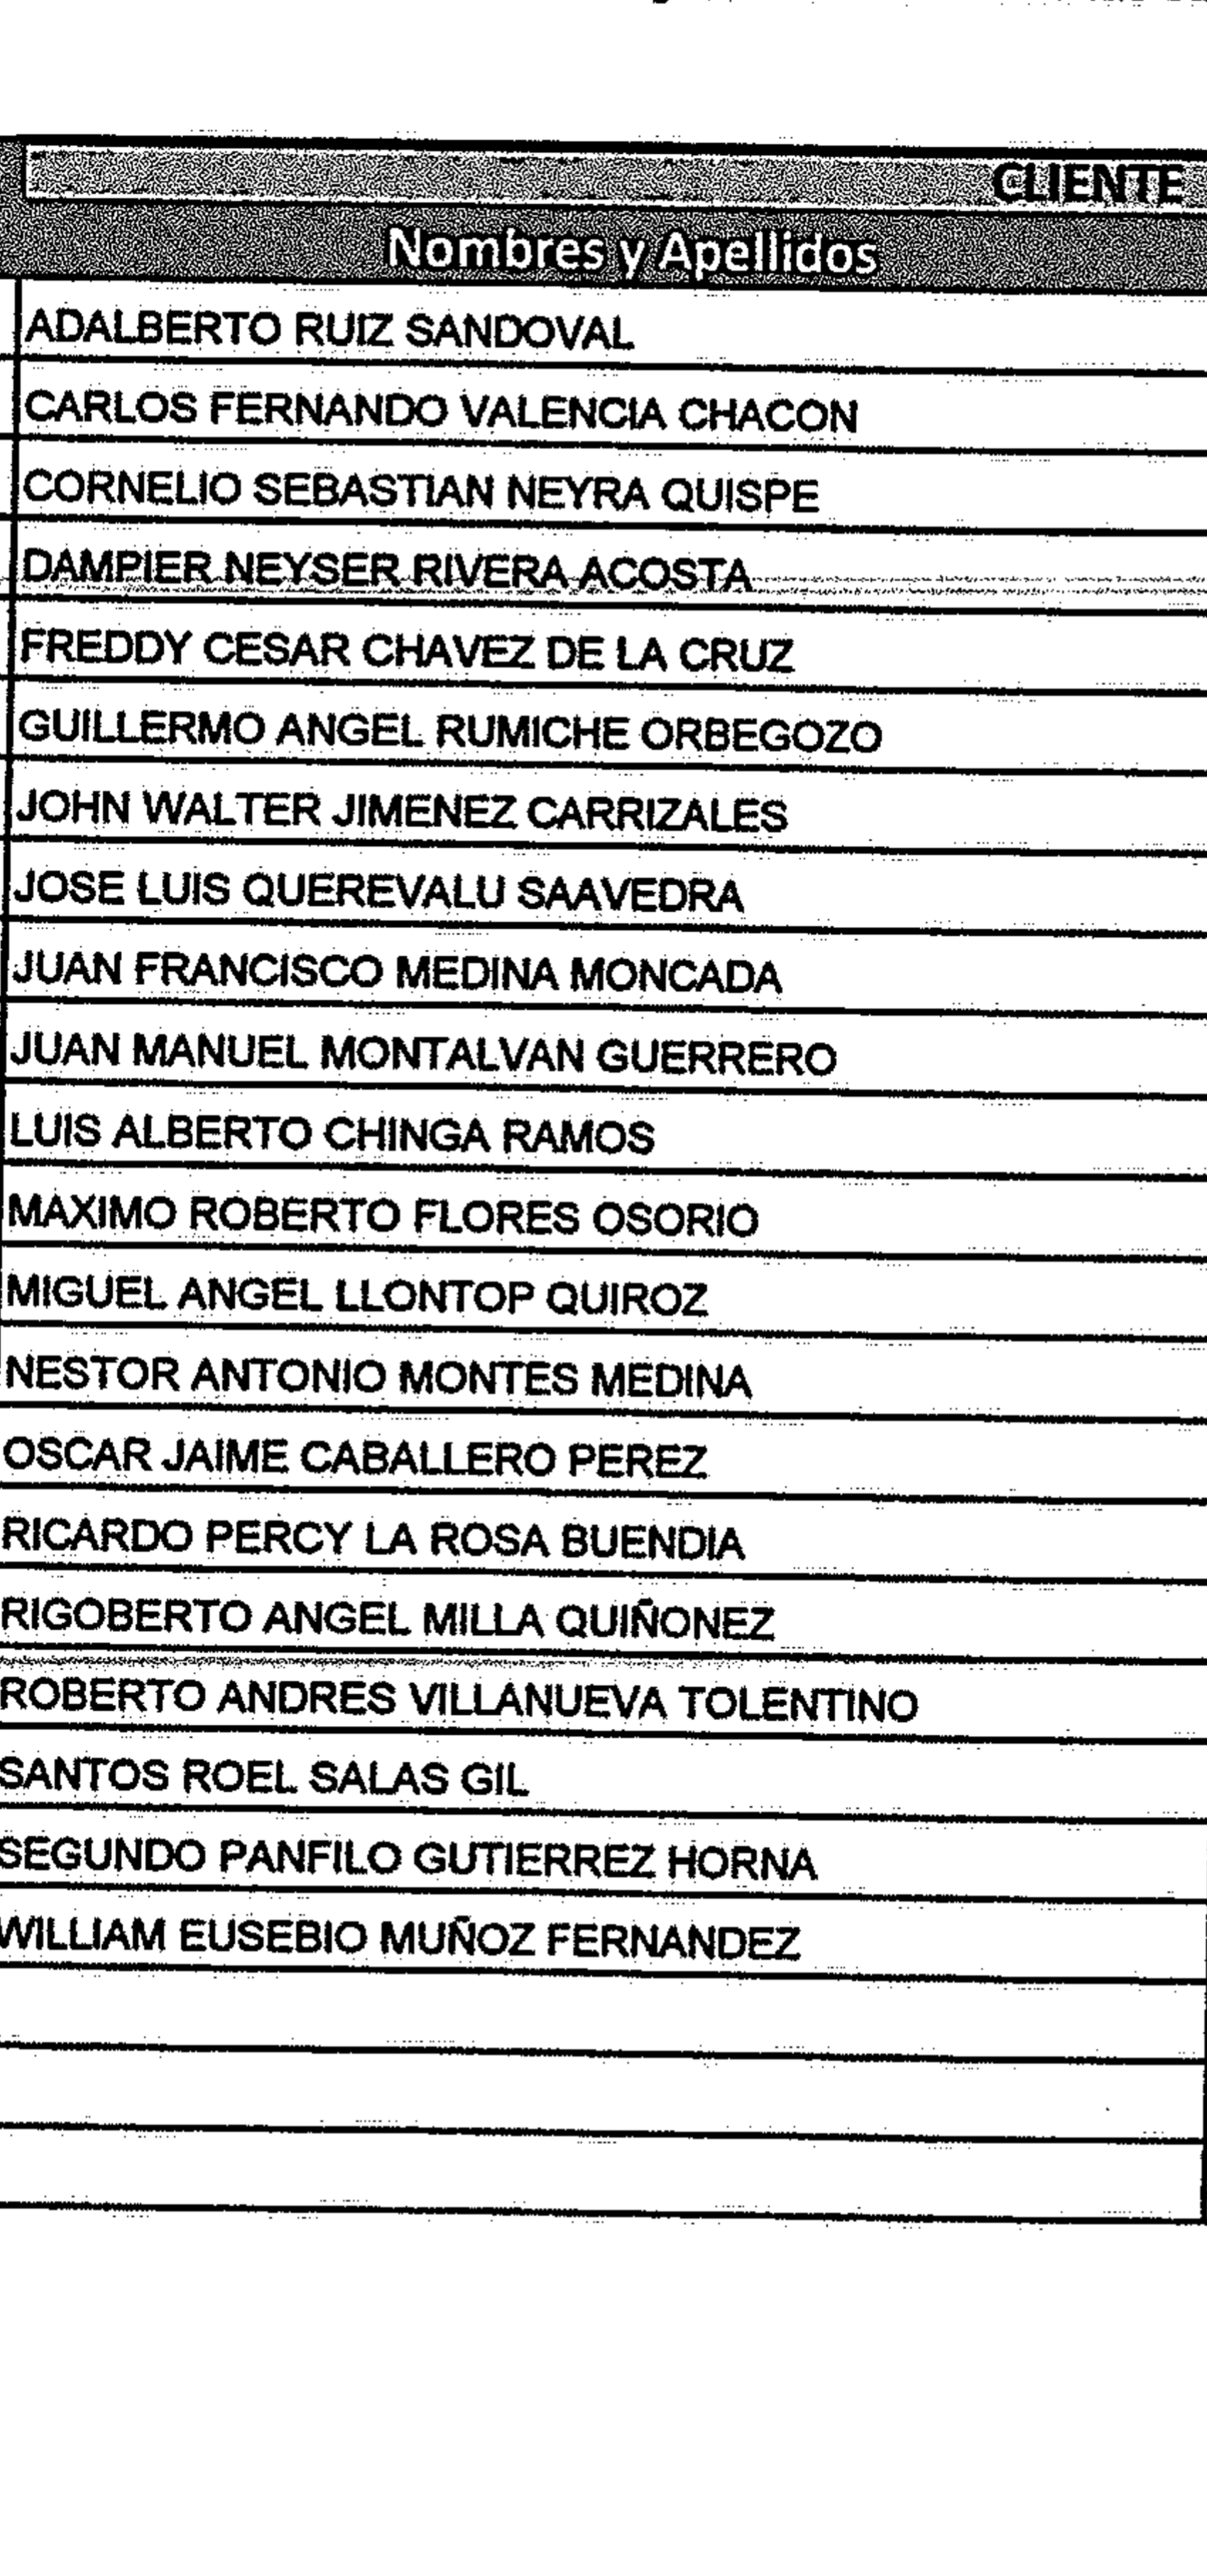 CLIENTE
Nombres y Apellidos
ADALBERTO RUIZ SANDOVAL
CARLOS FERNANDO VALENCIA CHACON
CORNELIO SEBASTIAN NEYRA QUISPE
DAMPIER NEYSER RIVERA ACOSTA
FREDDY CESAR CHAVEZ DE LA CRUZ
GUILLERMO ANGEL RUMICHE ORBEGOZO
JOHN WALTER JIMENEZ CARRIZALES
JOSE LUIS QUEREVALU SAAVEDRA
JUAN FRANCISCO MEDINA MONCADA
JUAN MANUEL MONTALVAN GUERRERO
LUIS ALBERTO CHINGA RAMOS
MAXIMO ROBERTO FLORES OSORIO
MIGUEL ANGEL LLONTOP QUIROZ
NESTOR ANTONIO MONTES MEDINA
OSCAR JAIME CABALLERO PEREZ
RICARDO PERCY LA ROSA BUENDIA
RIGOBERTO ANGEL MILLA QUIÑONEZ
ROBERTO ANDRES VILLANUEVA TOLENTINO
SANTOS ROEL SALAS GIL
SEGUNDO PANFILO GUTIERREZ HORNA
WILLIAM EUSEBIO MUÑOZ FERNANDEZ